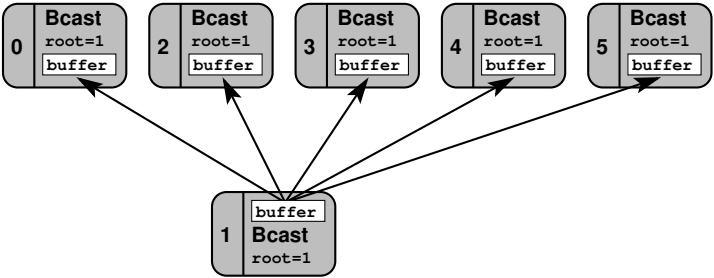 0
Bcast
root=1
buffer
2
Bcast
root=1
buffer
3
Bcast
root=1
buffer
4
Bcast
root=1
buffer
5
Bcast
root=1
buffer
1
buffer
Bcast
root=1